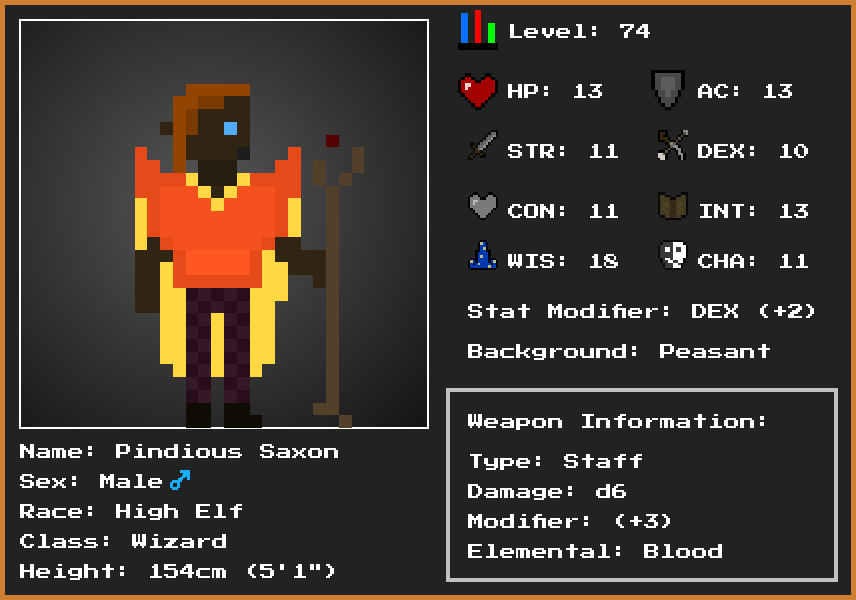 Level: 74
HP: 13
AC: 13
STR: 11
DEX: 10
CON: 11
INT: 13
WIS: 18
CHA: 11
Stat Modifier: DEX (+2)
Background: Peasant
Weapon Information:
Type: Staff
Damage: d6
Modifier: (+3)
Elemental: Blood
Name: Pindious Saxon
Sex: Male♂
Race: High Elf
Class: Wizard
Height: 154cm (5'1")